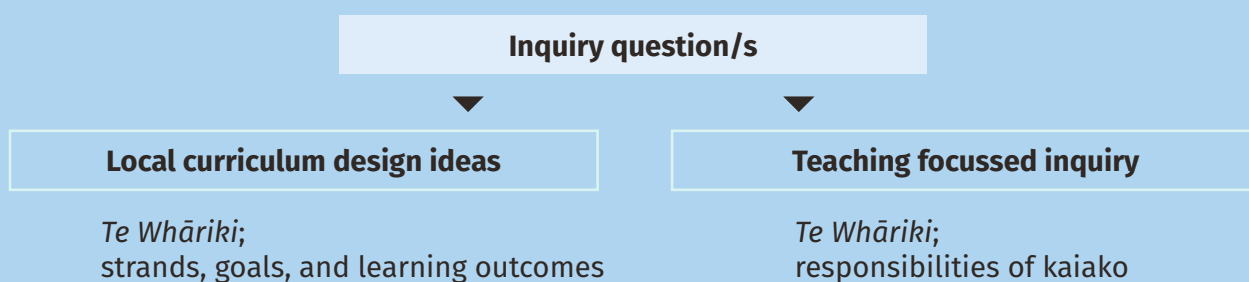 Inquiry question/s
Local curriculum design ideas
Te Whāriki;
strands, goals, and learning outcomes
Teaching focussed inquiry
Te Whāriki;
responsibilities of kaiako